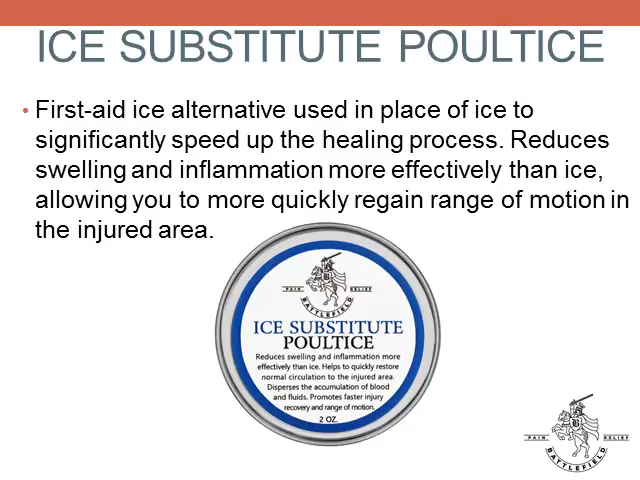 ICE SUBSTITUTE POULTICE
• First-aid ice alternative used in place of ice to
significantly speed up the healing process. Reduces
swelling and inflammation more effectively than ice,
allowing you to more quickly regain range of motion in
the injured area.
PAIN RELIEF
BATTLEFIELD
ICE SUBSTITUTE
POULTICE
Reduces swelling and inflammation more
effectively than ice. Helps to quickly restore
normal circulation to the injured area.
Disperses the accumulation of blood
and fluids. Promotes faster injury
recovery and range of motion.
2 OZ.
B
PAIN RELIEF
BATTLEFIELD